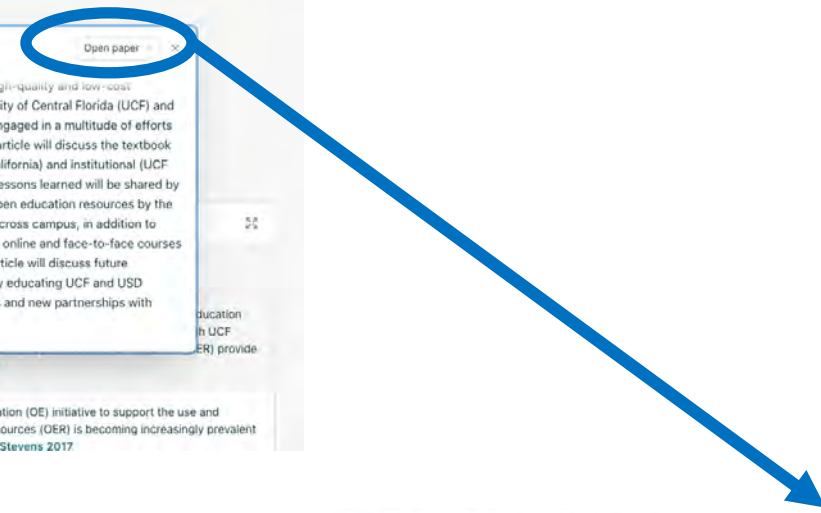 Open paper ×
gh-quality and low-cost
ity of Central Florida (UCF) and
ngaged in a multitude of efforts
article will discuss the textbook
lifornia) and institutional (UCF
essons learned will be shared by
pen education resources by the
cross campus, in addition to
online and face-to-face courses
ticle will discuss future
y educating UCF and USD
and new partnerships with
ducation
h UCF
ER) provide
ation (OE) initiative to support the use and
ources (OER) is becoming increasingly prevalent
Stevens 2017